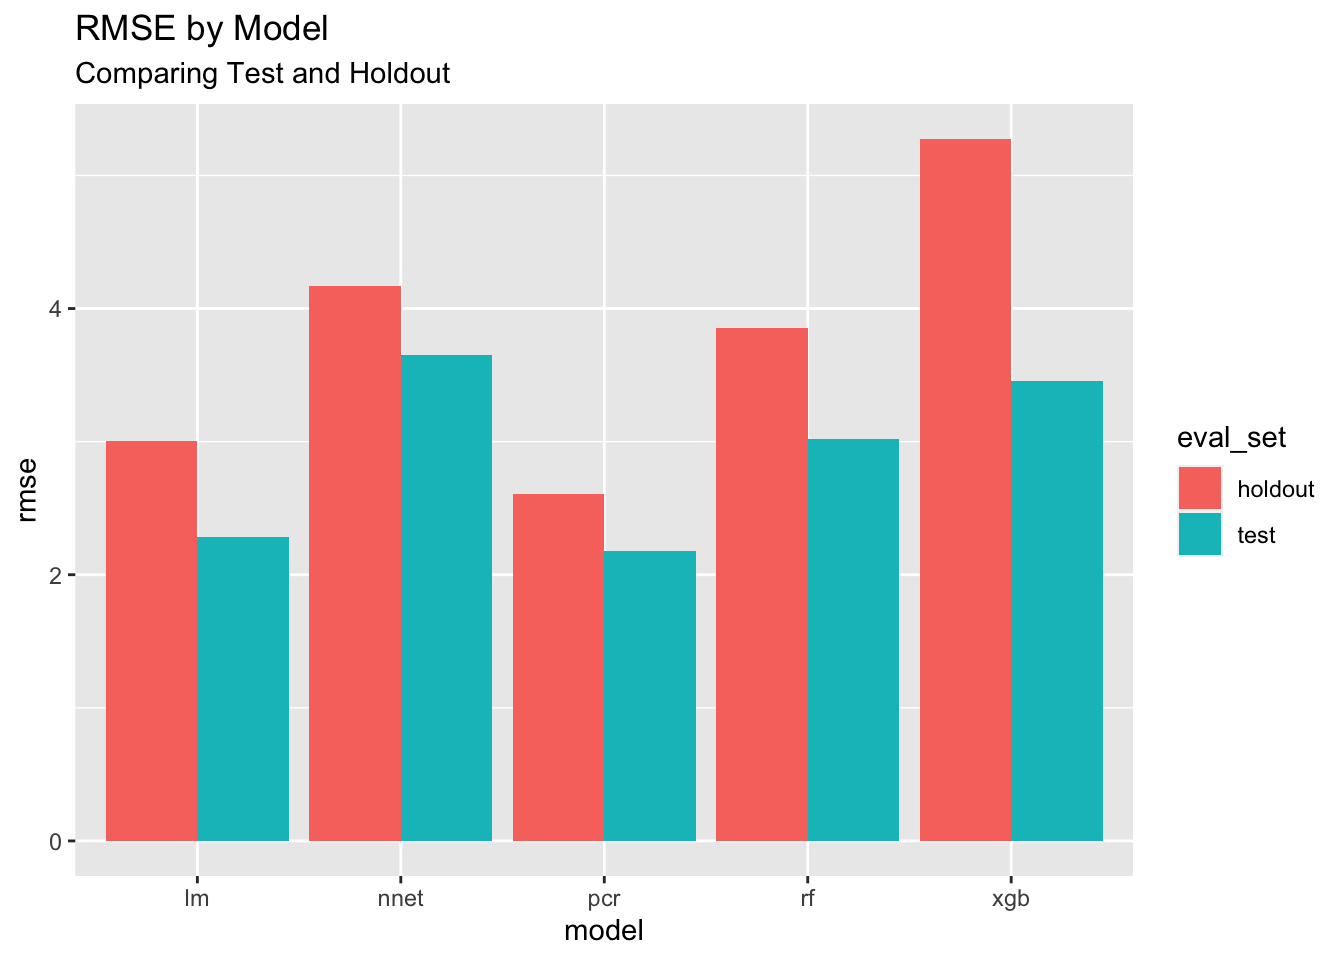 RMSE by Model
Comparing Test and Holdout
rmse
4
2
0
lm nnet pcr rf xgb
model
eval_set
holdout
test